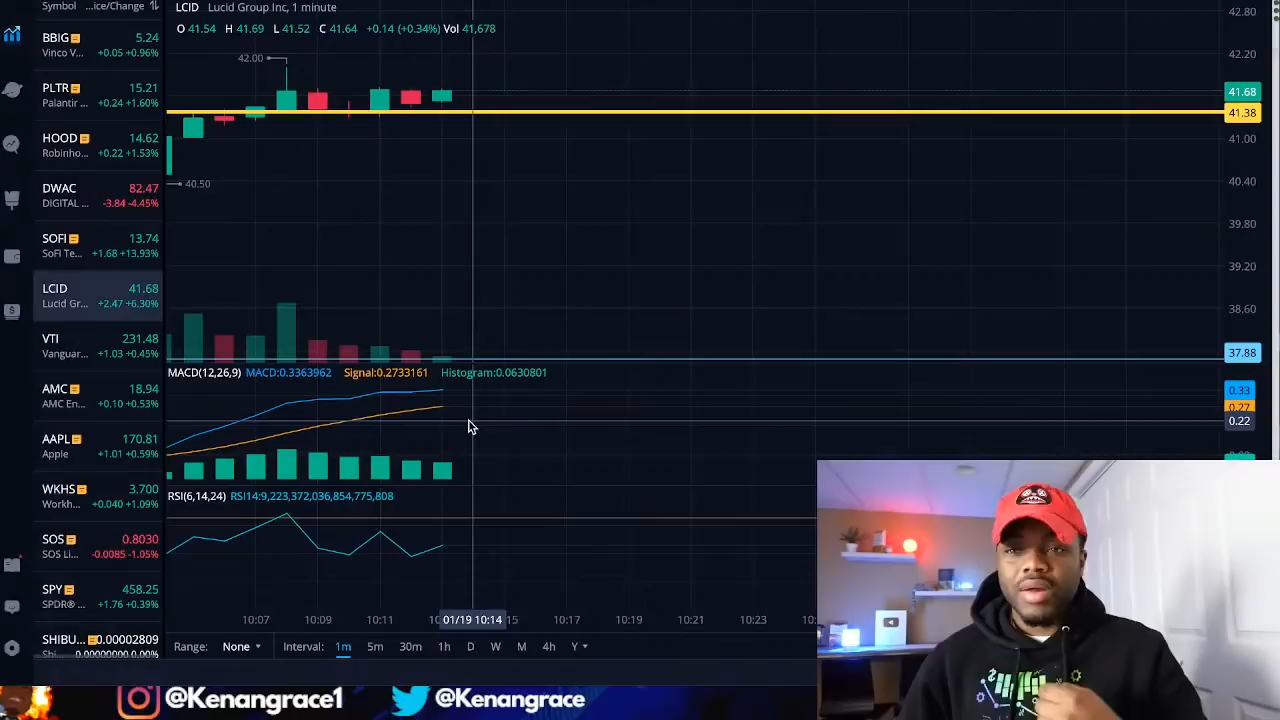 Symbol ...ice/Change
BBIG 5.24
Vinco V... +0.05 +0.96%
PLTR 15.21
Palantir ... +0.24 +1.60%
HOOD 14.62
Robinho... +0.22 +1.53%
DWAC 82.47
DIGITAL ... -3.84 -4.45%
SOFI 13.74
SoFi Te... +1.68 +13.93%
LCID 41.68
Lucid Gr... +2.47 +6.30%
VTI 231.48
Vanguar... +1.03 +0.45%
AMC 18.94
AMC En... +0.10 +0.53%
AAPL 170.81
Apple +1.01 +0.59%
WKHS 3.700
Workh... +0.040 +1.09%
SOS 0.8030
SOS Li... -0.0085 -1.05%
SPY 458.25
SPDR® ... +1.76 +0.39%
SHIBU... 0.00002809
Shi... 0.0000000 0.00%
LCID Lucid Group Inc, 1 minute
O 41.54 H 41.69 L 41.52 C 41.64 +0.14 (+0.34%) Vol 41,678
42.00
40.50
42.80
42.20
41.68
41.38
41.00
40.40
39.80
39.20
38.60
37.88
MACD(12,26,9) MACD:0.3363962 Signal:0.2733161 Histogram:0.0630801
0.33
0.27
0.22
RSI(6,14,24) RSI14:9,223,372,036,854,775,808
10:07 10:09 10:11 01/19 10:14 15 10:17 10:19 10:21 10:23
Range: None Interval: 1m 5m 30m 1h D W M 4h Y
@Kenangrace1 @Kenangrace